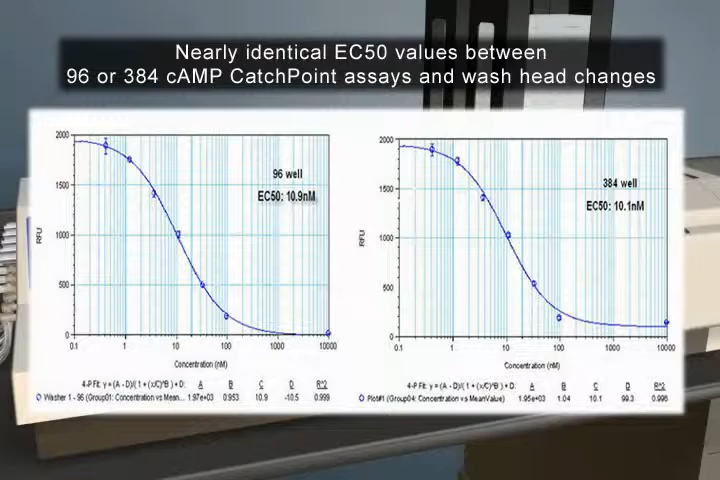 Nearly identical EC50 values between
96 or 384 cAMP CatchPoint assays and wash head changes
2000
1500
1000
500
0
RFU
96 well
EC50: 10.9nM
0.1 1 10 100 1000 10000
Concentration (nM)
4-P Fit: y = (A - D)/( 1 + (x/C)^B ) + D: A B C D R^2
Washer 1 - 96 (Group01: Concentration vs Mean... 1.97e+03 0.953 10.9 -10.5 0.999
2000
1500
1000
500
0
RFU
384 well
EC50: 10.1nM
0.1 1 10 100 1000 10000
Concentration (nM)
4-P Fit: y = (A - D)/( 1 + (x/C)^B ) + D: A B C D R^2
Plot#1 (Group04: Concentration vs MeanValue) 1.95e+03 1.04 10.1 99.3 0.996